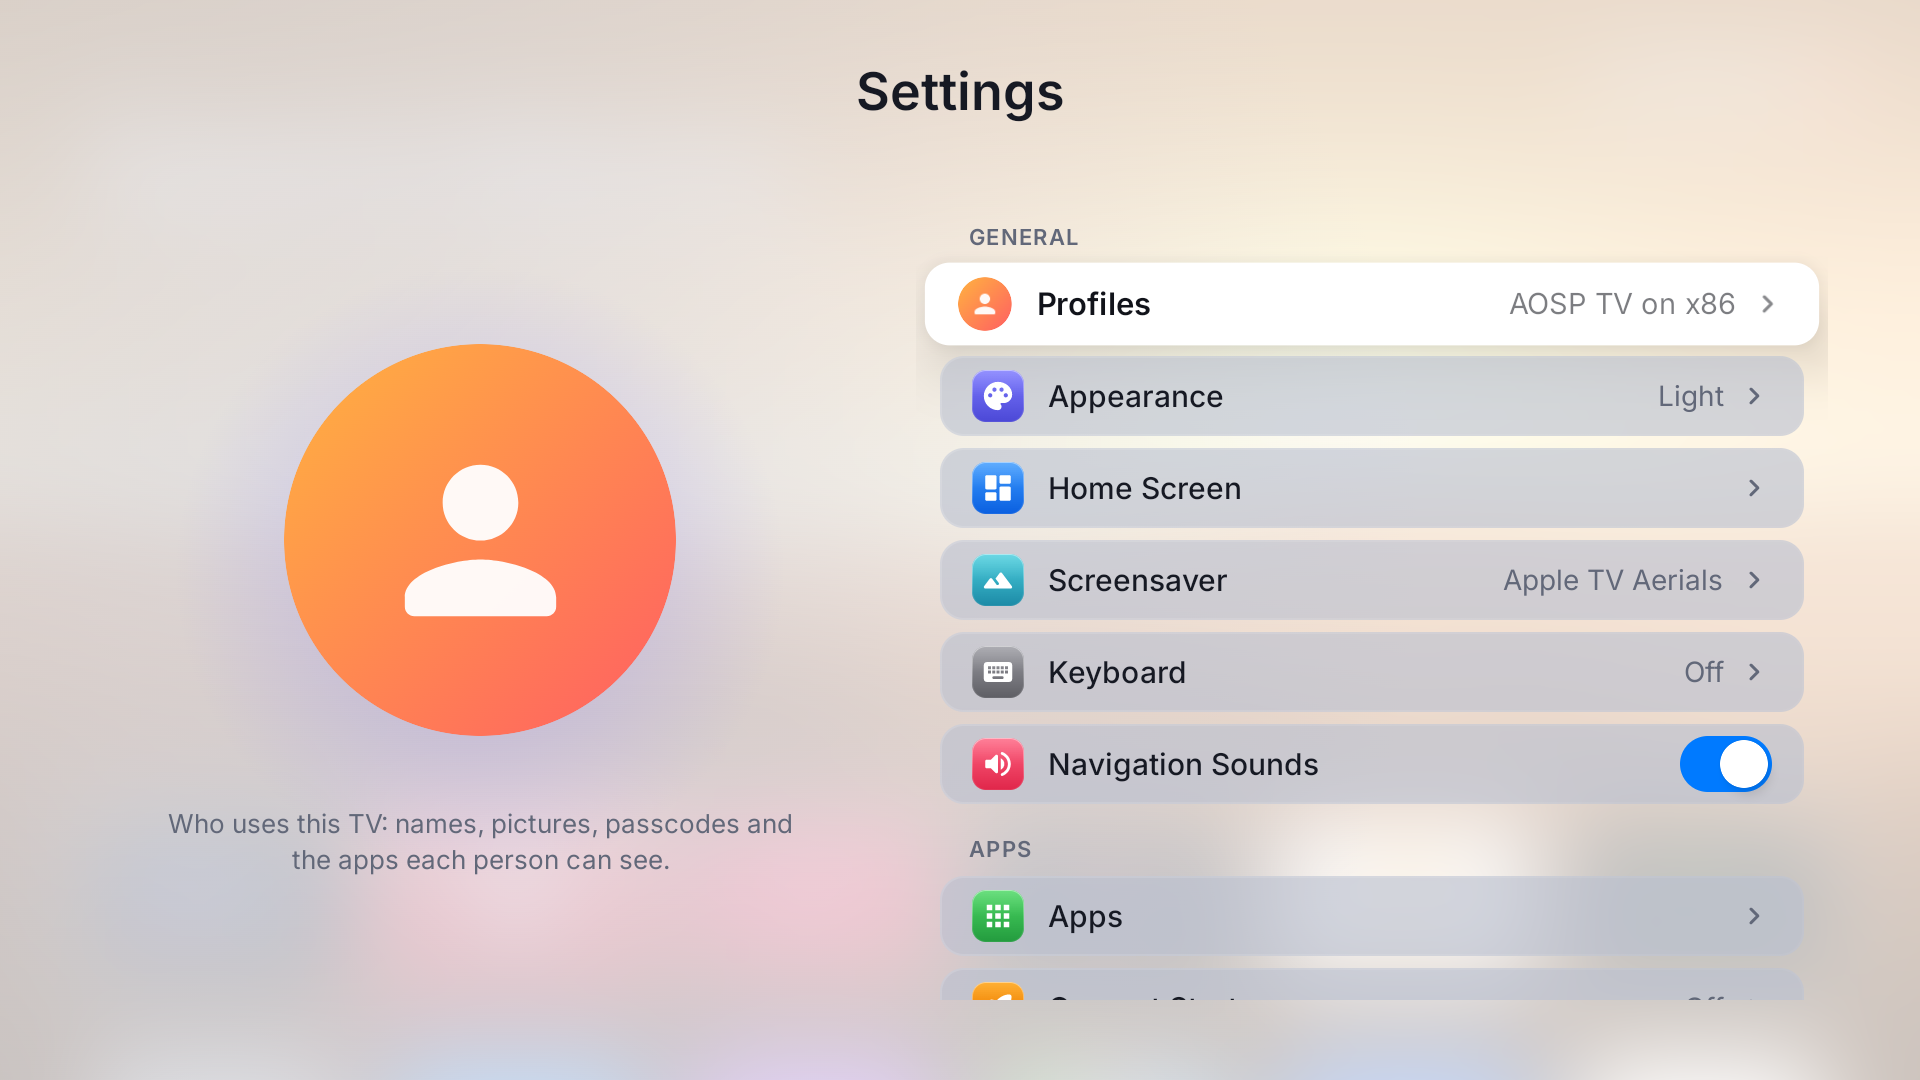 Settings
GENERAL
Profiles AOSP TV on x86
Appearance Light
Home Screen
Screensaver Apple TV Aerials
Keyboard Off
Navigation Sounds
Who uses this TV: names, pictures, passcodes and
the apps each person can see.
APPS
Apps